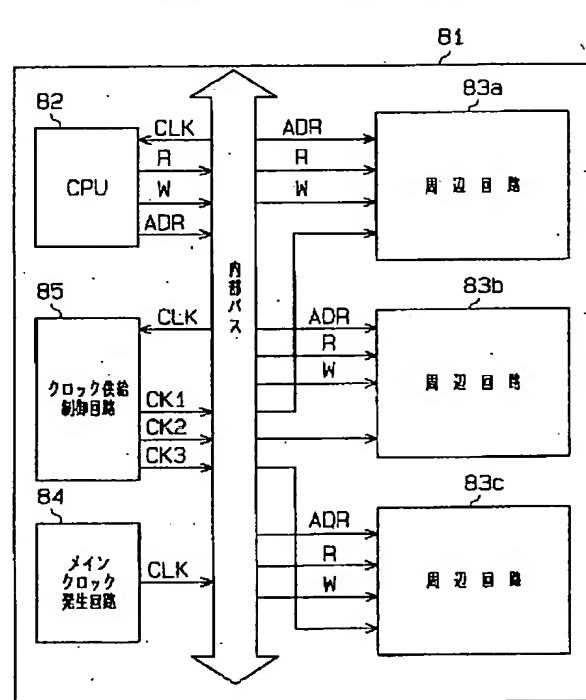 81
82
CPU
CLK
R
W
ADR
85
クロック供給
制御回路
CLK
CK1
CK2
CK3
84
メイン
クロック
発生回路
CLK
内部バス
83a
ADR
R
W
周辺回路
83b
ADR
R
W
周辺回路
83c
ADR
R
W
周辺回路